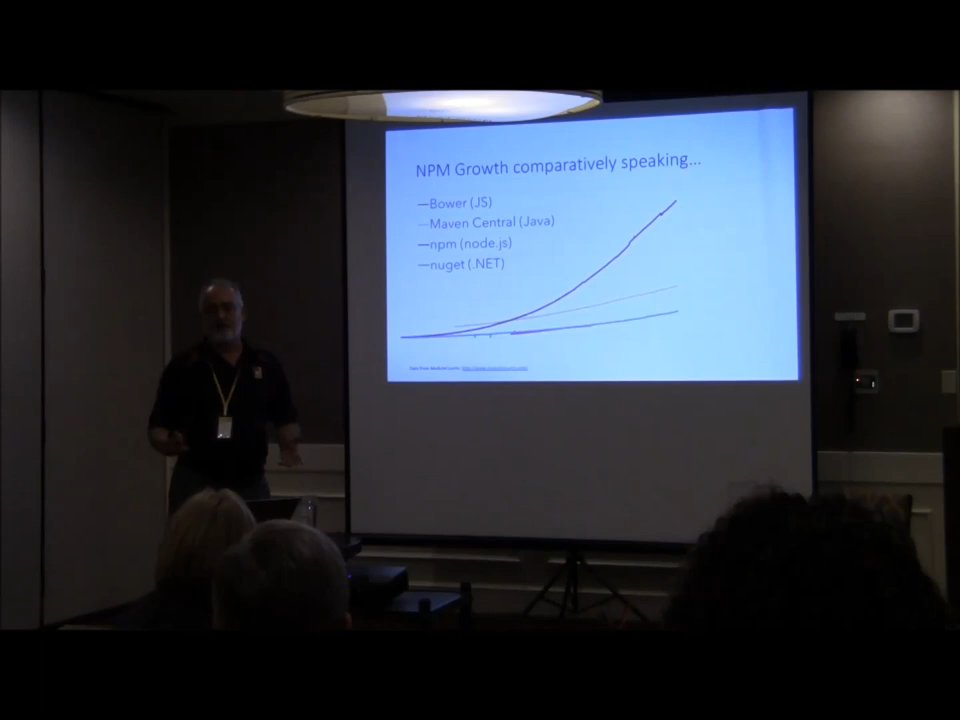 NPM Growth comparatively speaking...
—Bower (JS)
—Maven Central (Java)
—npm (node.js)
—nuget (.NET)